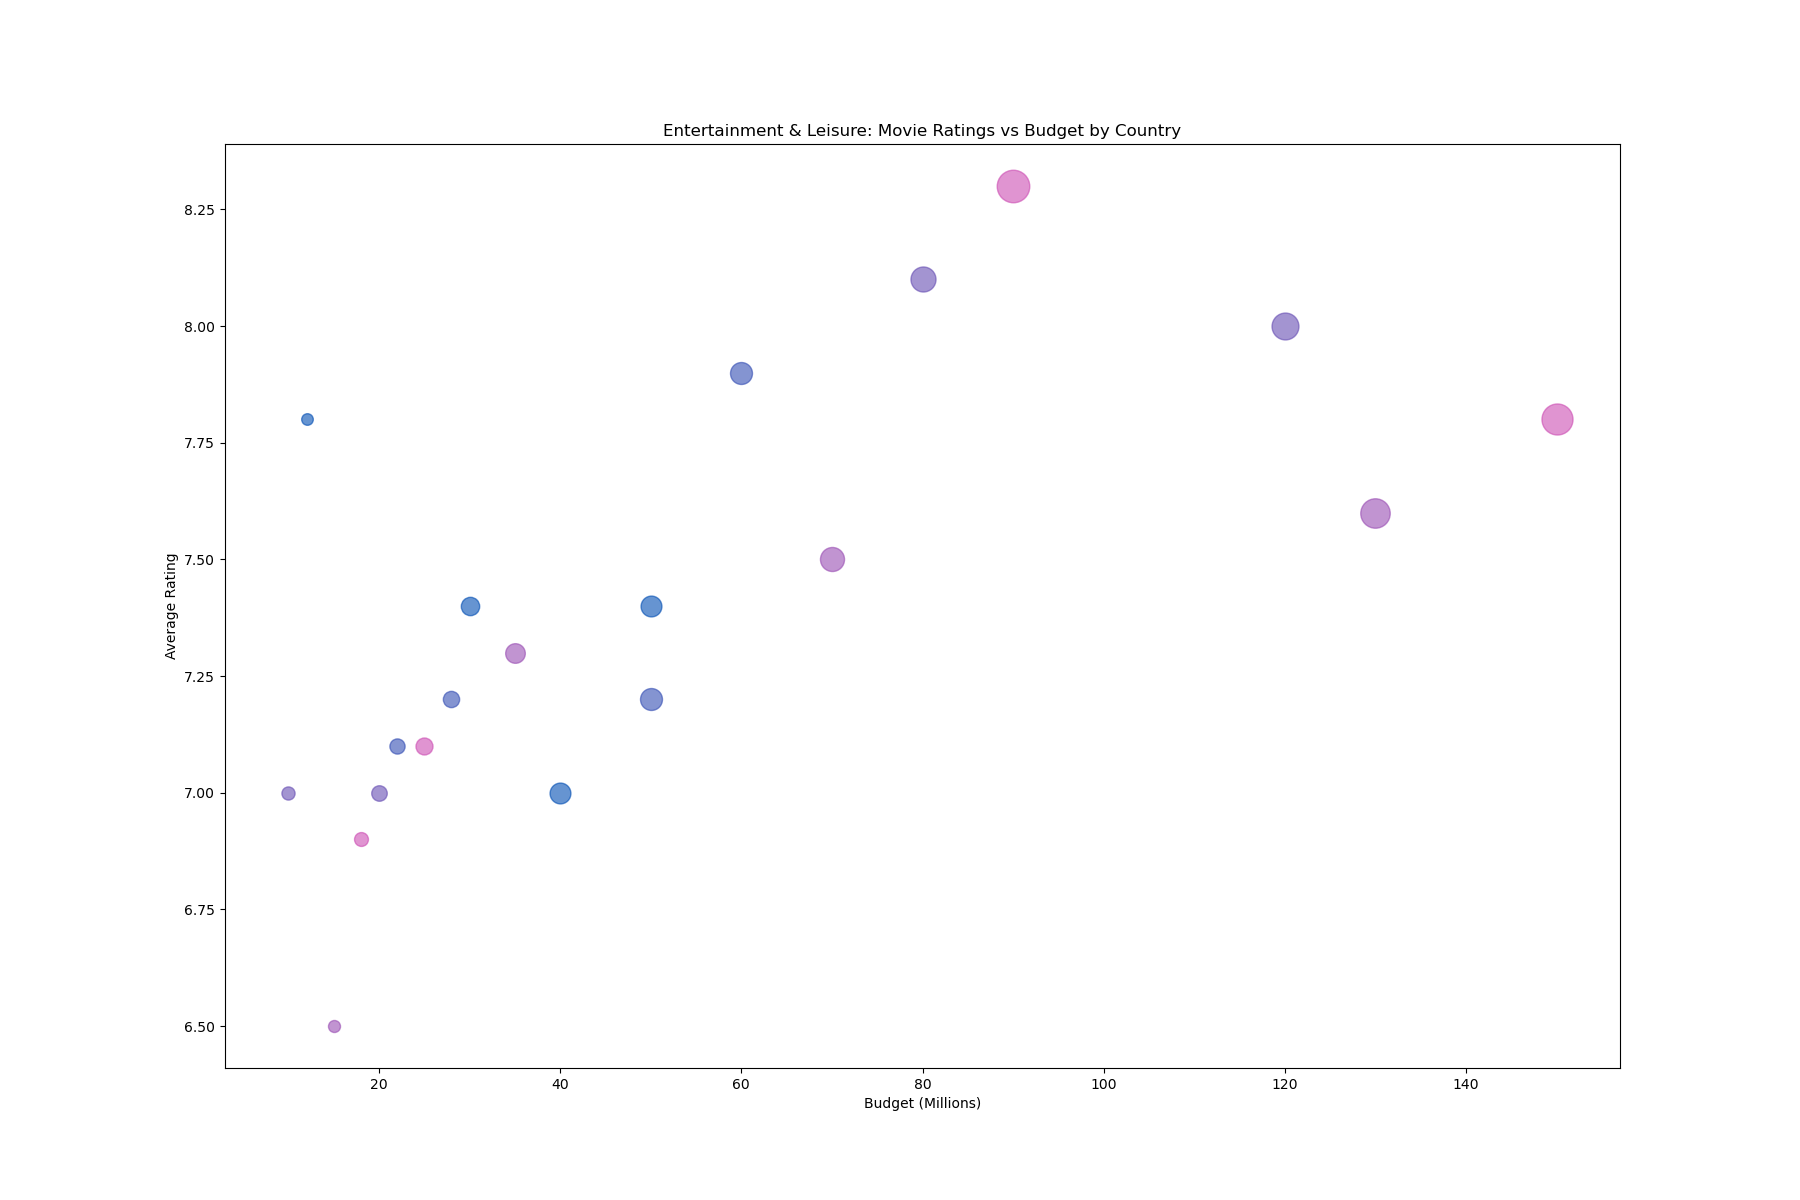 Entertainment & Leisure: Movie Ratings vs Budget by Country
Average Rating
8.25
8.00
7.75
7.50
7.25
7.00
6.75
6.50
20 40 60 80 100 120 140
Budget (Millions)